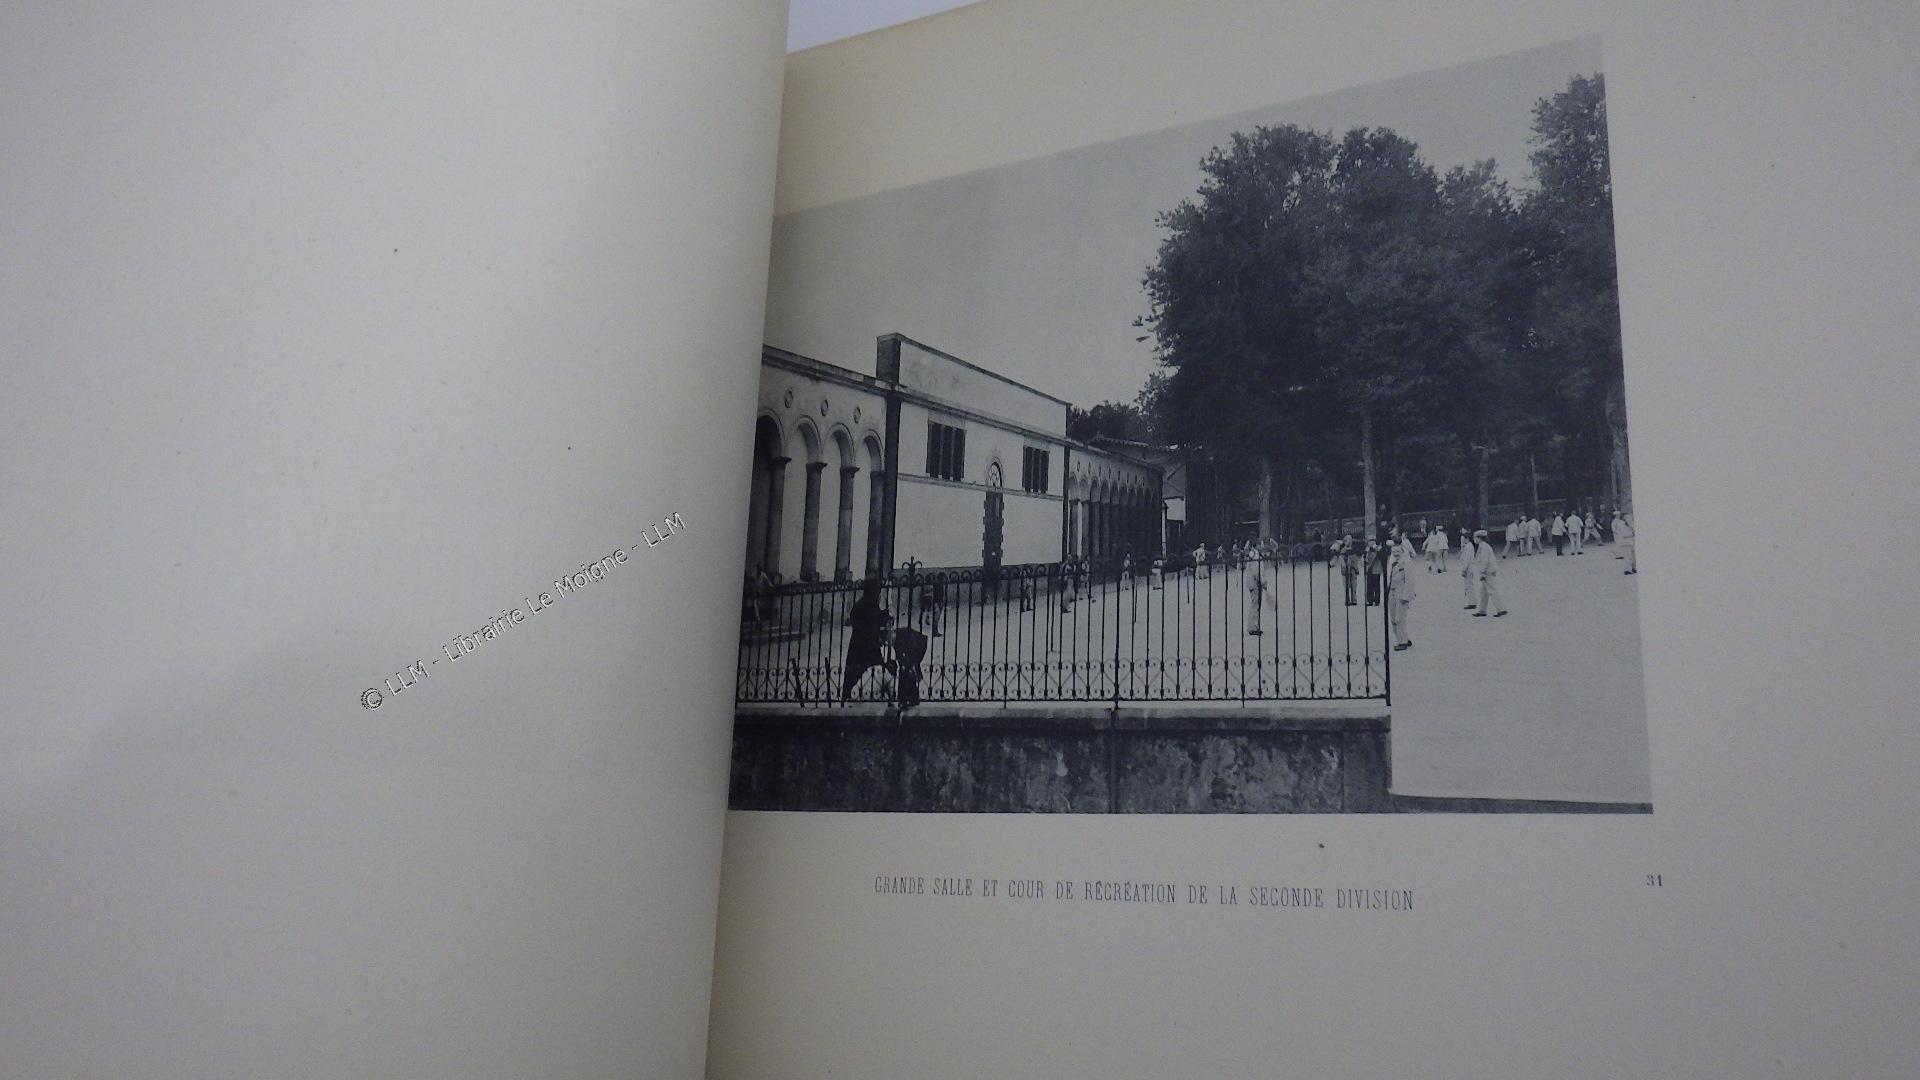 © LLM - Librairie Le Moigne - LLM
GRANDE SALLE ET COUR DE RÉCRÉATION DE LA SECONDE DIVISION
31